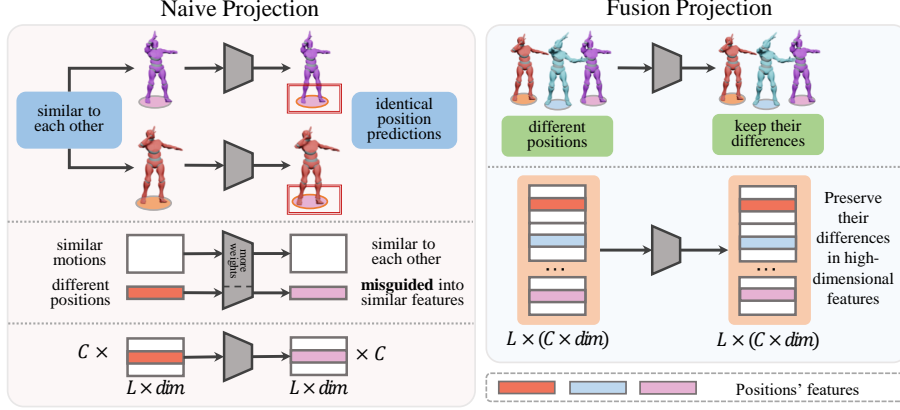 Naive Projection
similar to
each other
identical
position
predictions
similar
motions
more
weights
similar to
each other
different
positions
misguided into
similar features
C ×
× C
L × dim
L × dim
Fusion Projection
different
positions
keep their
differences
...
...
Preserve
their
differences
in high-
dimensional
features
L × (C × dim)
L × (C × dim)
Positions' features